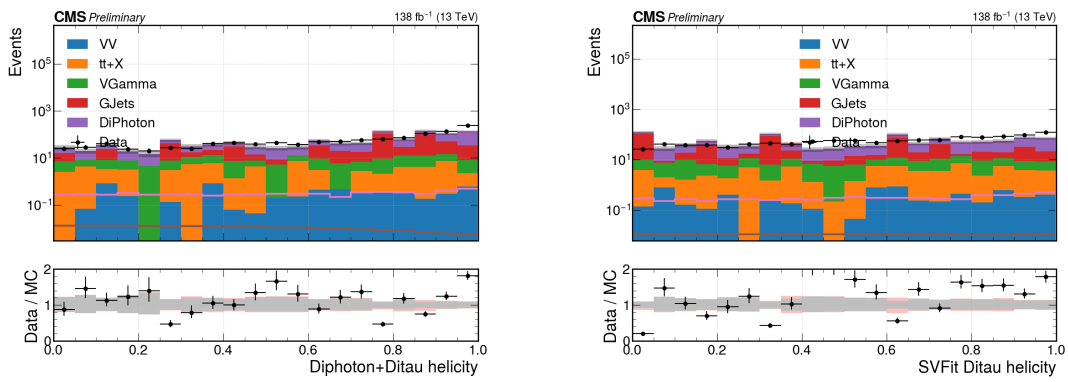 CMS Preliminary 138 fb⁻¹ (13 TeV)
Events
10⁵
10³
10¹
10⁻¹
VV
tt+X
VGamma
GJets
DiPhoton
Data
Data / MC
2
1
0
0.0 0.2 0.4 0.6 0.8 1.0
Diphoton+Ditau helicity
CMS Preliminary 138 fb⁻¹ (13 TeV)
Events
10⁵
10³
10¹
10⁻¹
VV
tt+X
VGamma
GJets
DiPhoton
Data
Data / MC
2
1
0
0.0 0.2 0.4 0.6 0.8 1.0
SVFit Ditau helicity